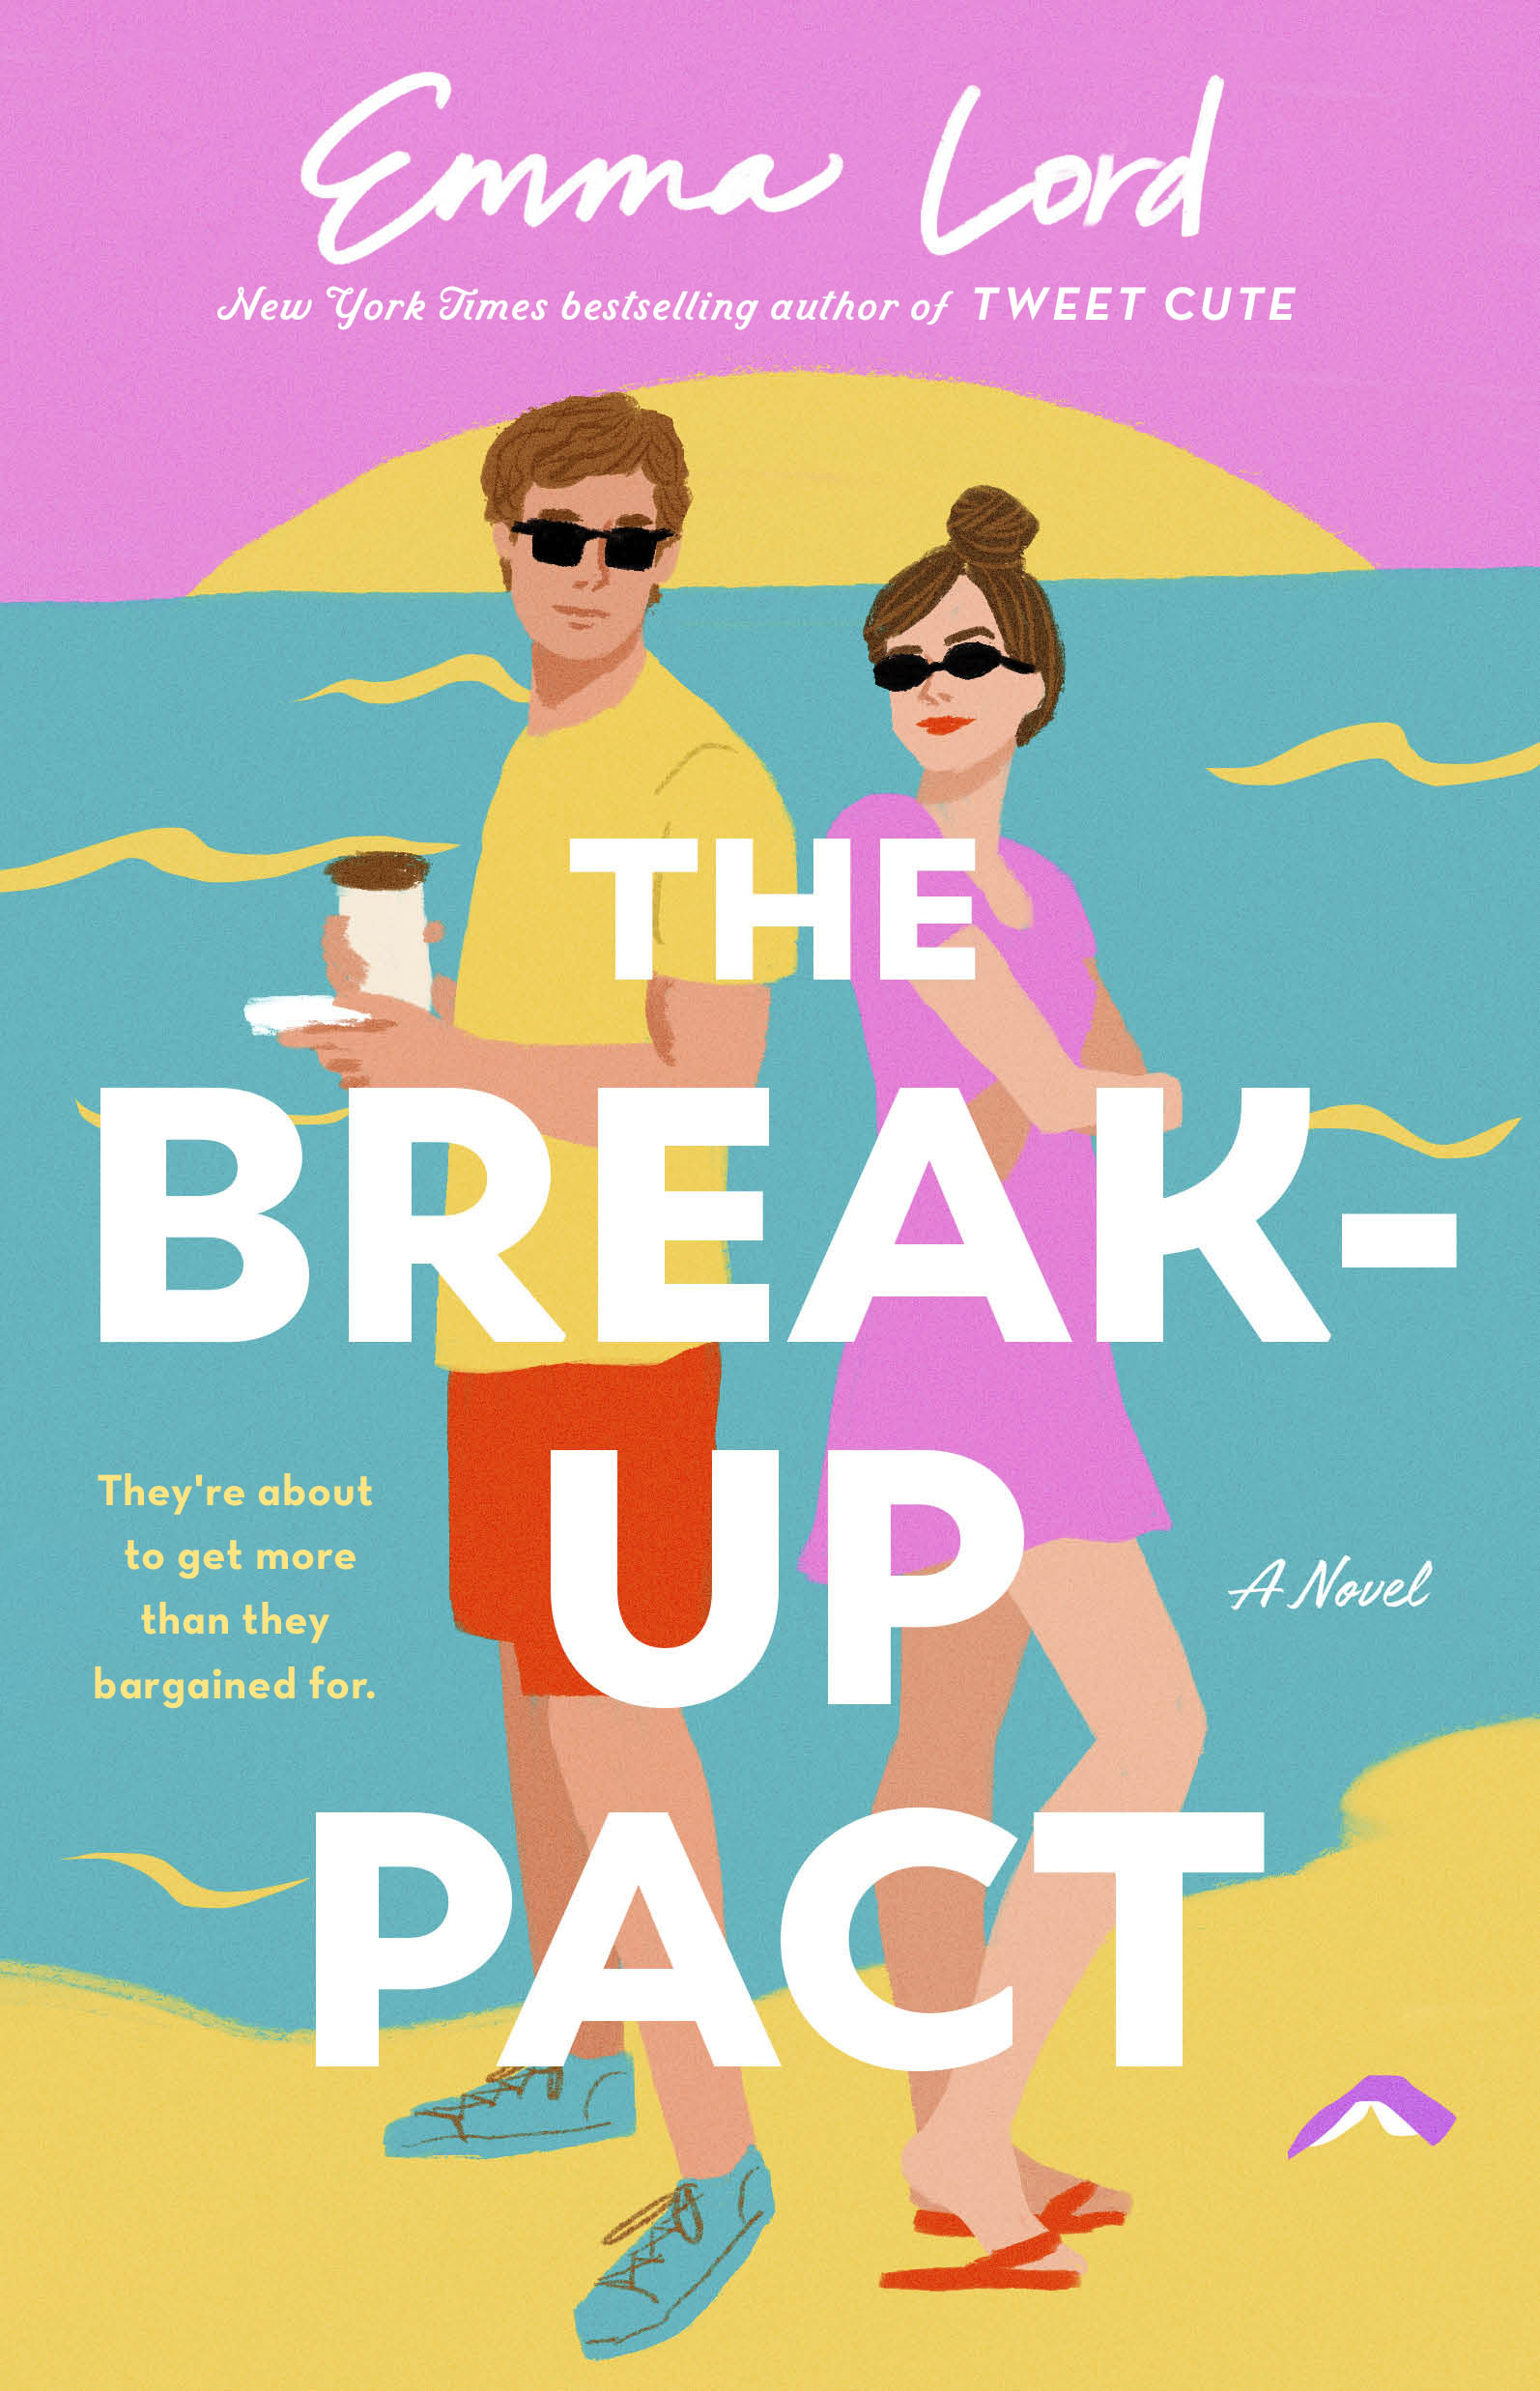 Emma Lord
New York Times bestselling author of TWEET CUTE
THE
BREAK-
UP
PACT
They're about
to get more
than they
bargained for.
A Novel